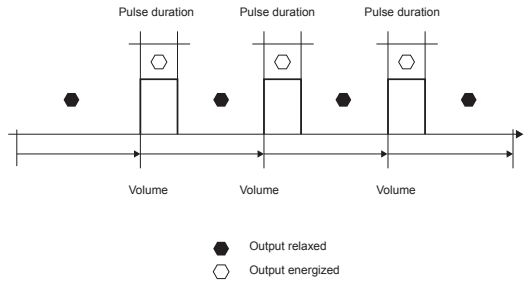 Pulse duration Pulse duration Pulse duration
Volume Volume Volume
Output relaxed
Output energized